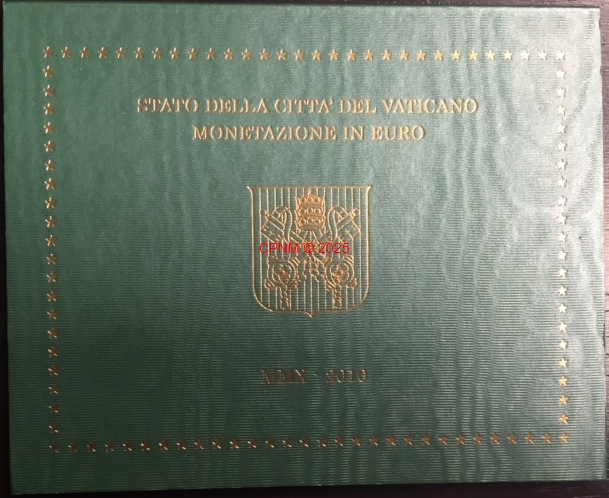 STATO DELLA CITTA' DEL VATICANO
MONETAZIONE IN EURO
CPNM © 2025
MMX - 2010